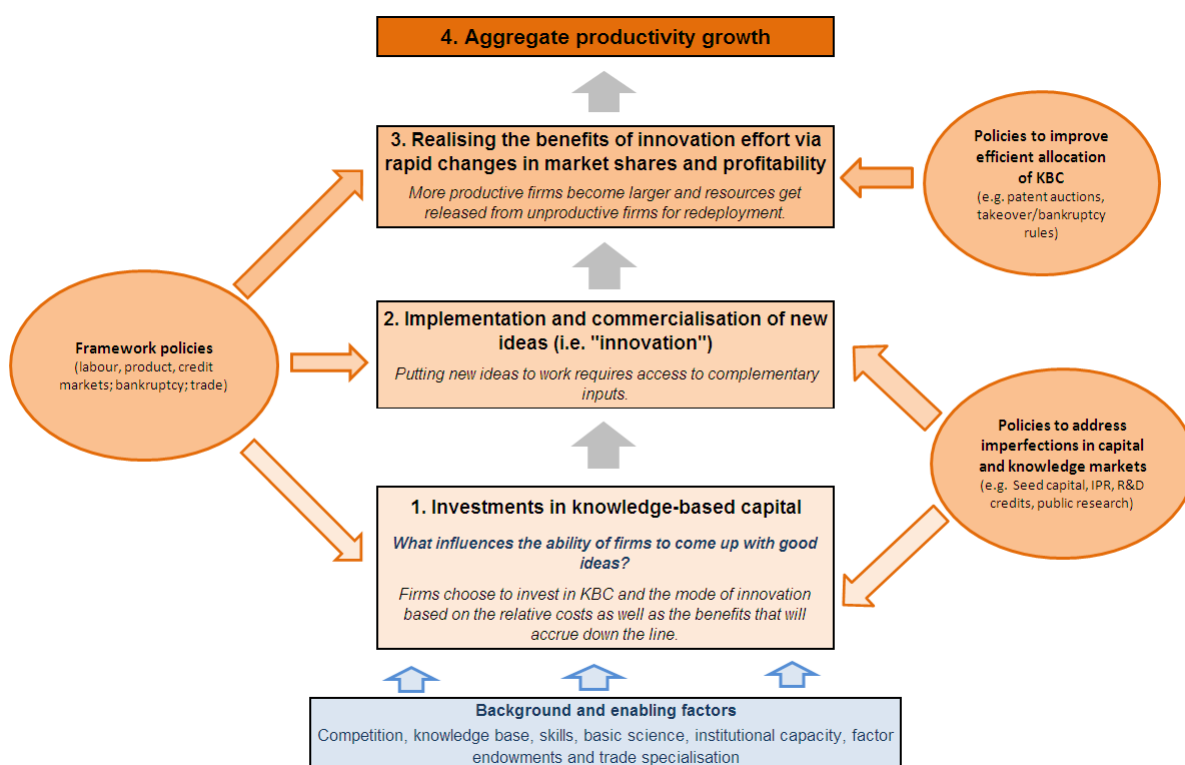 4. Aggregate productivity growth
3. Realising the benefits of innovation effort via
rapid changes in market shares and profitability
More productive firms become larger and resources get
released from unproductive firms for redeployment.
Policies to improve
efficient allocation
of KBC
(e.g. patent auctions,
takeover/bankruptcy
rules)
Framework policies
(labour, product, credit
markets; bankruptcy; trade)
2. Implementation and commercialisation of new
ideas (i.e. "innovation")
Putting new ideas to work requires access to complementary
inputs.
Policies to address
imperfections in capital
and knowledge markets
(e.g. Seed capital, IPR, R&D
credits, public research)
1. Investments in knowledge-based capital
What influences the ability of firms to come up with good
ideas?
Firms choose to invest in KBC and the mode of innovation
based on the relative costs as well as the benefits that will
accrue down the line.
Background and enabling factors
Competition, knowledge base, skills, basic science, institutional capacity, factor
endowments and trade specialisation